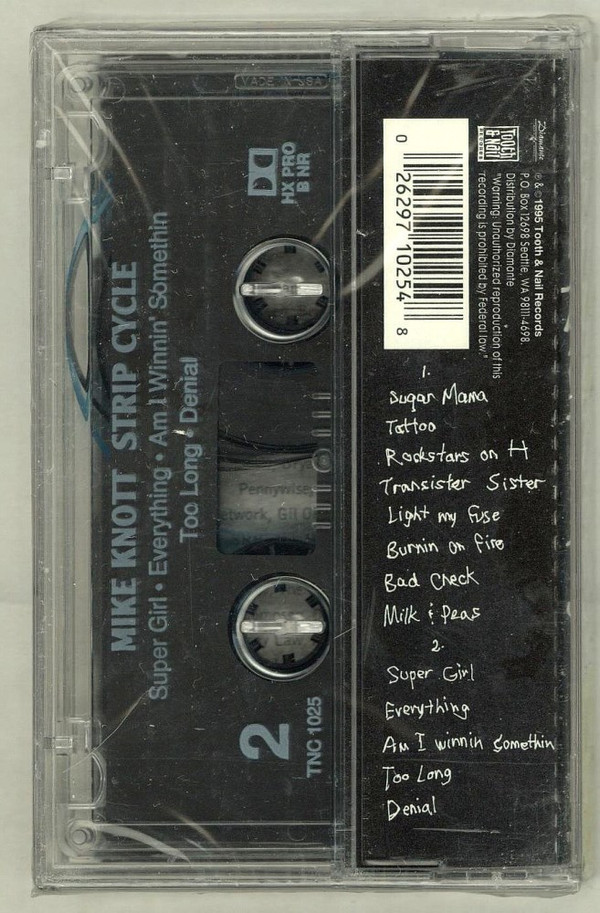 MADE IN USA
HX PRO
B NR
MIKE KNOTT STRIP CYCLE
Super Girl • Everything • Am I Winnin' Somethin
Too Long • Denial
2
TNC 1025
Pennywise,
Diamante
TOOTH
& NAIL
RECORDS
℗ & © 1995 Tooth & Nail Records
P.O. Box 12698 Seattle, WA 98111-4698.
Distribution by Diamante
"Warning: Unauthorized reproduction of this
recording is prohibited by Federal law."
0 26297 10254 8
1.
Sugar Mama
Tattoo
Rockstars on H
Transister Sister
Light my Fuse
Burnin on Fire
Bad Check
Milk & Peas
2.
Super Girl
Everything
Am I winnin Somethin
Too Long
Denial